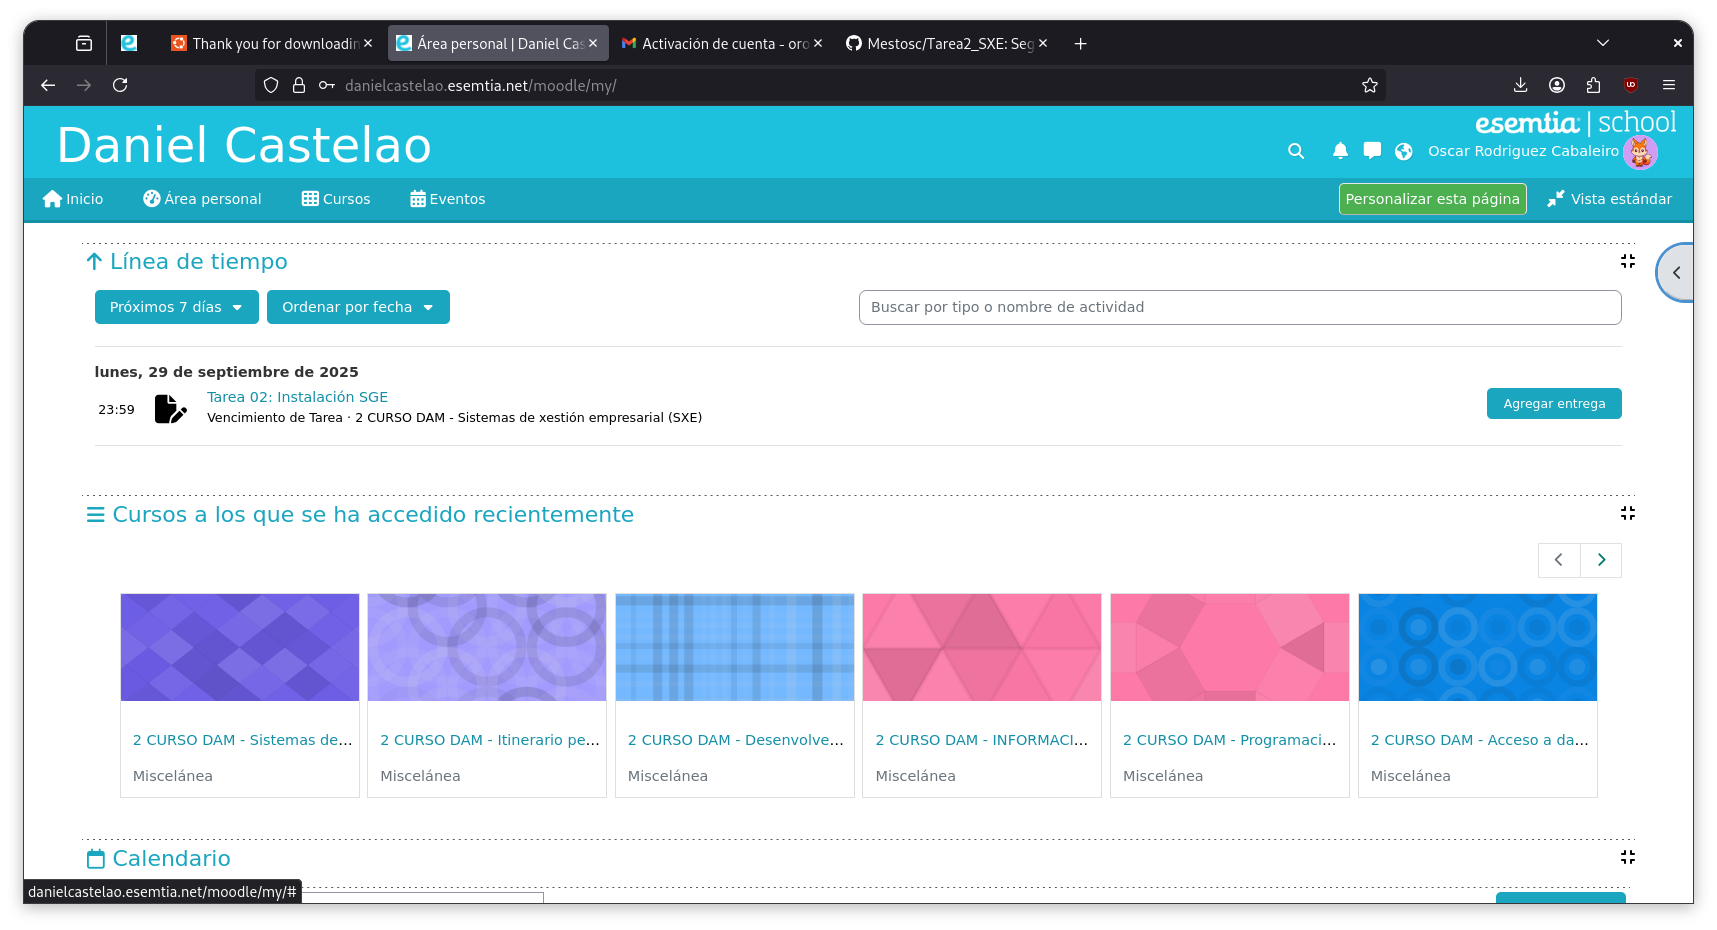 Thank you for downloadin
Área personal | Daniel Cas
Activación de cuenta - oro
Mestosc/Tarea2_SXE: Seg
danielcastelao.esemtia.net/moodle/my/
Daniel Castelao
esemtia | school
Oscar Rodriguez Cabaleiro
Inicio
Área personal
Cursos
Eventos
Personalizar esta página
Vista estándar
Línea de tiempo
Próximos 7 días
Ordenar por fecha
Buscar por tipo o nombre de actividad
lunes, 29 de septiembre de 2025
23:59
Tarea 02: Instalación SGE
Vencimiento de Tarea · 2 CURSO DAM - Sistemas de xestión empresarial (SXE)
Agregar entrega
Cursos a los que se ha accedido recientemente
2 CURSO DAM - Sistemas de...
Miscelánea
2 CURSO DAM - Itinerario pe...
Miscelánea
2 CURSO DAM - Desenvolve...
Miscelánea
2 CURSO DAM - INFORMACI...
Miscelánea
2 CURSO DAM - Programaci...
Miscelánea
2 CURSO DAM - Acceso a da...
Miscelánea
Calendario
danielcastelao.esemtia.net/moodle/my/#